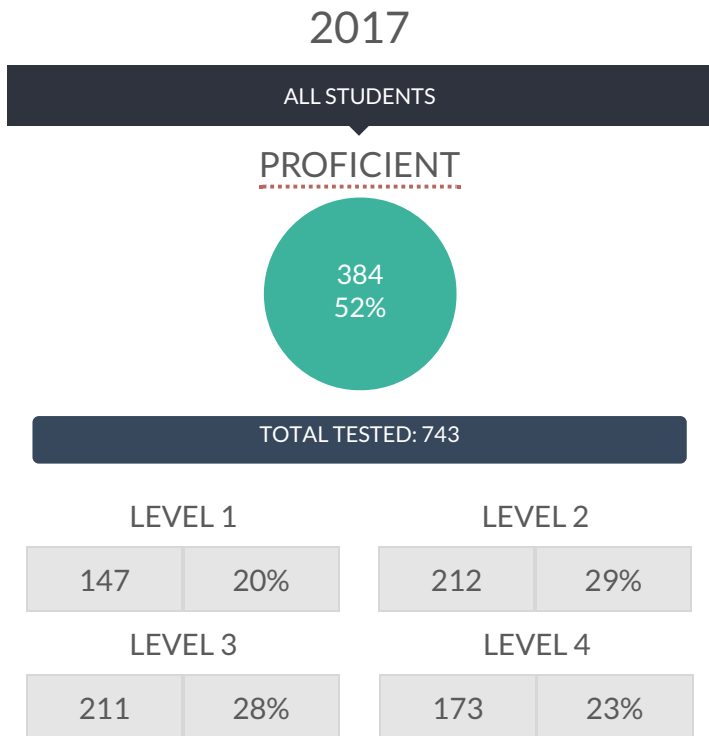 2017
ALL STUDENTS
PROFICIENT
384
52%
TOTAL TESTED: 743
LEVEL 1 LEVEL 2
147 20% 212 29%
LEVEL 3 LEVEL 4
211 28% 173 23%